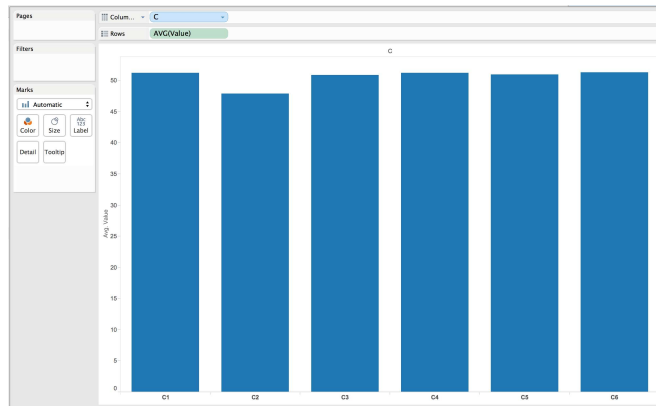 Pages
Colum...
C
Rows
AVG(Value)
Filters
C
Marks
Automatic
Color
Size
Abc
123
Label
Detail
Tooltip
50
45
40
35
30
25
20
15
10
5
0
Avg. Value
C1
C2
C3
C4
C5
C6